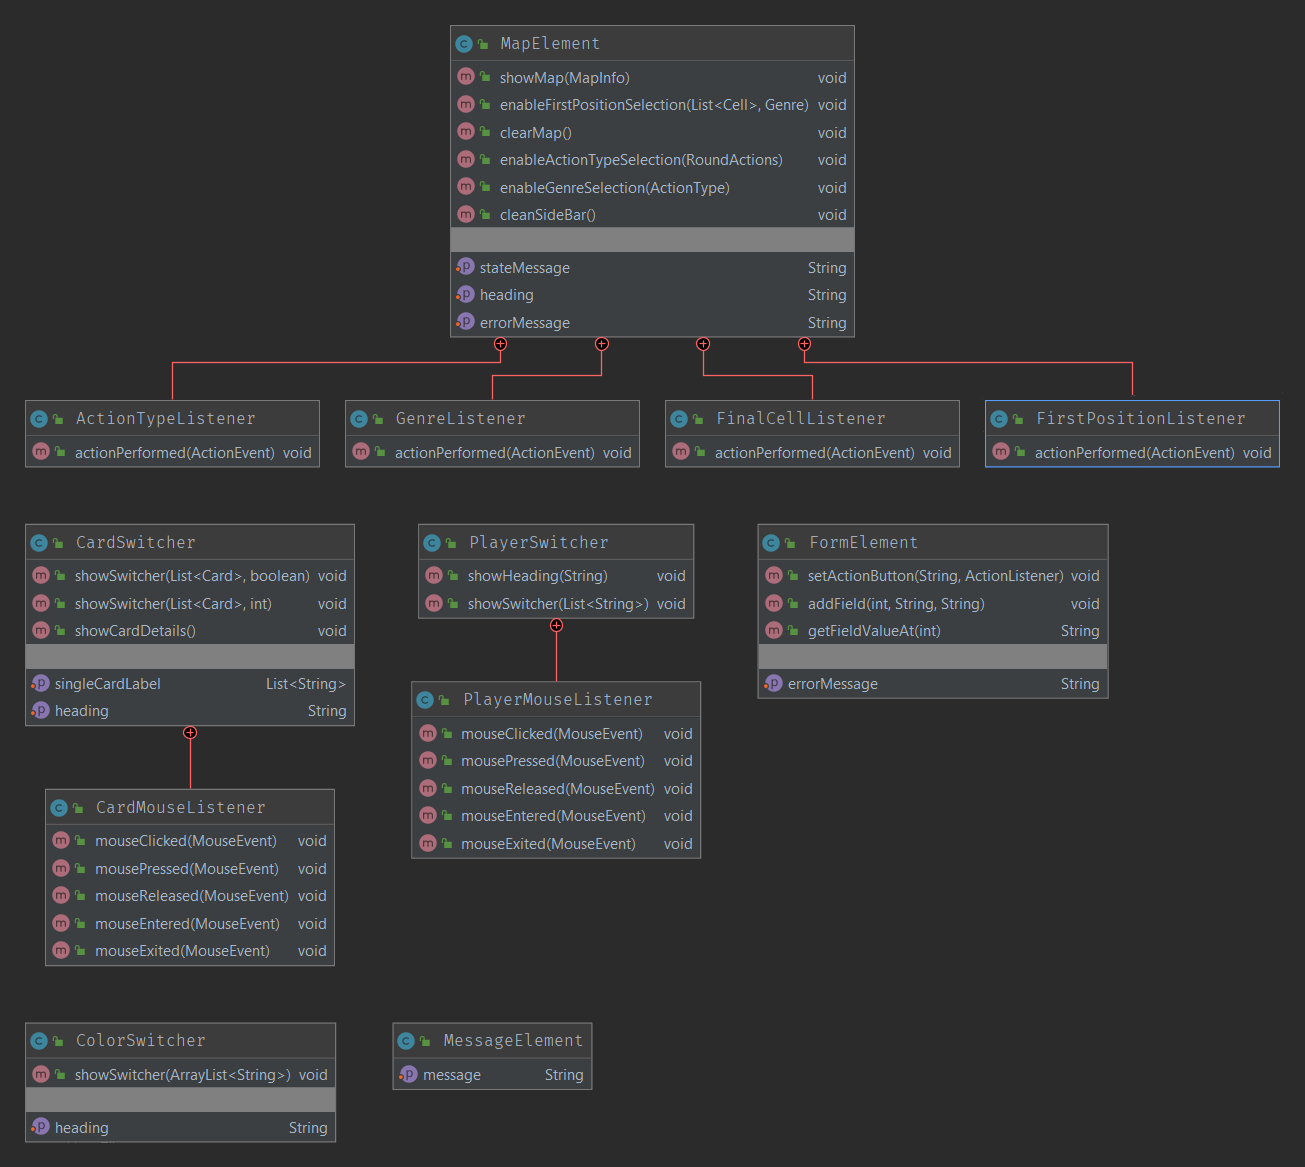 MapElement
showMap(MapInfo) void
enableFirstPositionSelection(List<Cell>, Genre) void
clearMap() void
enableActionTypeSelection(RoundActions) void
enableGenreSelection(ActionType) void
cleanSideBar() void
stateMessage String
heading String
errorMessage String
ActionTypeListener
actionPerformed(ActionEvent) void
GenreListener
actionPerformed(ActionEvent) void
FinalCellListener
actionPerformed(ActionEvent) void
FirstPositionListener
actionPerformed(ActionEvent) void
CardSwitcher
showSwitcher(List<Card>, boolean) void
showSwitcher(List<Card>, int) void
showCardDetails() void
singleCardLabel List<String>
heading String
PlayerSwitcher
showHeading(String) void
showSwitcher(List<String>) void
FormElement
setActionButton(String, ActionListener) void
addField(int, String, String) void
getFieldValueAt(int) String
errorMessage String
PlayerMouseListener
mouseClicked(MouseEvent) void
mousePressed(MouseEvent) void
mouseReleased(MouseEvent) void
mouseEntered(MouseEvent) void
mouseExited(MouseEvent) void
CardMouseListener
mouseClicked(MouseEvent) void
mousePressed(MouseEvent) void
mouseReleased(MouseEvent) void
mouseEntered(MouseEvent) void
mouseExited(MouseEvent) void
ColorSwitcher
showSwitcher(ArrayList<String>) void
heading String
MessageElement
message String